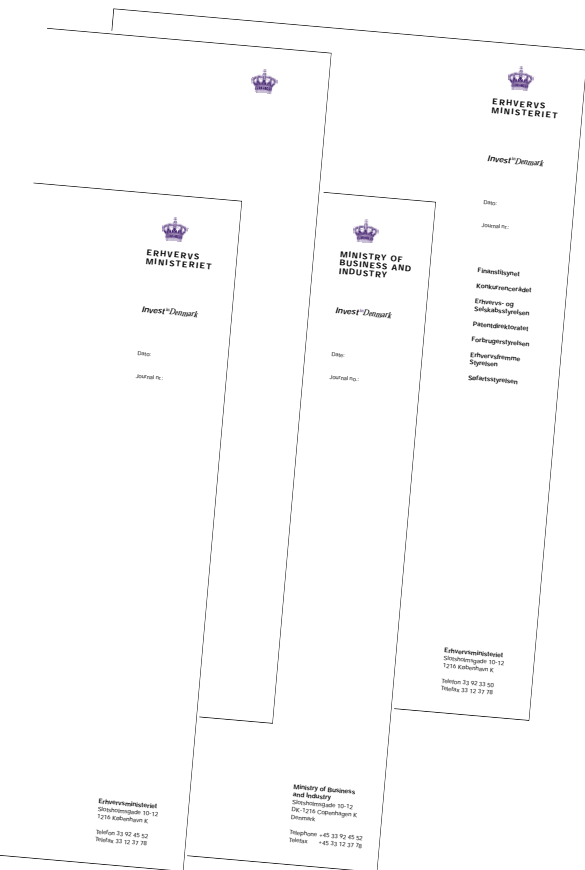 ERHVERVS
MINISTERIET
Invest in Denmark
Dato:
Journal nr.:
Erhvervsministeriet
Slotsholmsgade 10-12
1216 København K
Telefon 33 92 45 52
Telefax 33 12 37 78
MINISTRY OF
BUSINESS AND
INDUSTRY
Invest in Denmark
Date:
Journal no.:
Ministry of Business
and Industry
Slotsholmsgade 10-12
DK-1216 Copenhagen K
Denmark
Telephone +45 33 92 45 52
Telefax +45 33 12 37 78
ERHVERVS
MINISTERIET
Invest in Denmark
Dato:
Journal nr.:
Finanstilsynet
Konkurrencerådet
Erhvervs- og
Selskabsstyrelsen
Patentdirektoratet
Forbrugerstyrelsen
Erhvervsfremme
Styrelsen
Søfartsstyrelsen
Erhvervsministeriet
Slotsholmsgade 10-12
1216 København K
Telefon 33 92 33 50
Telefax 33 12 37 78